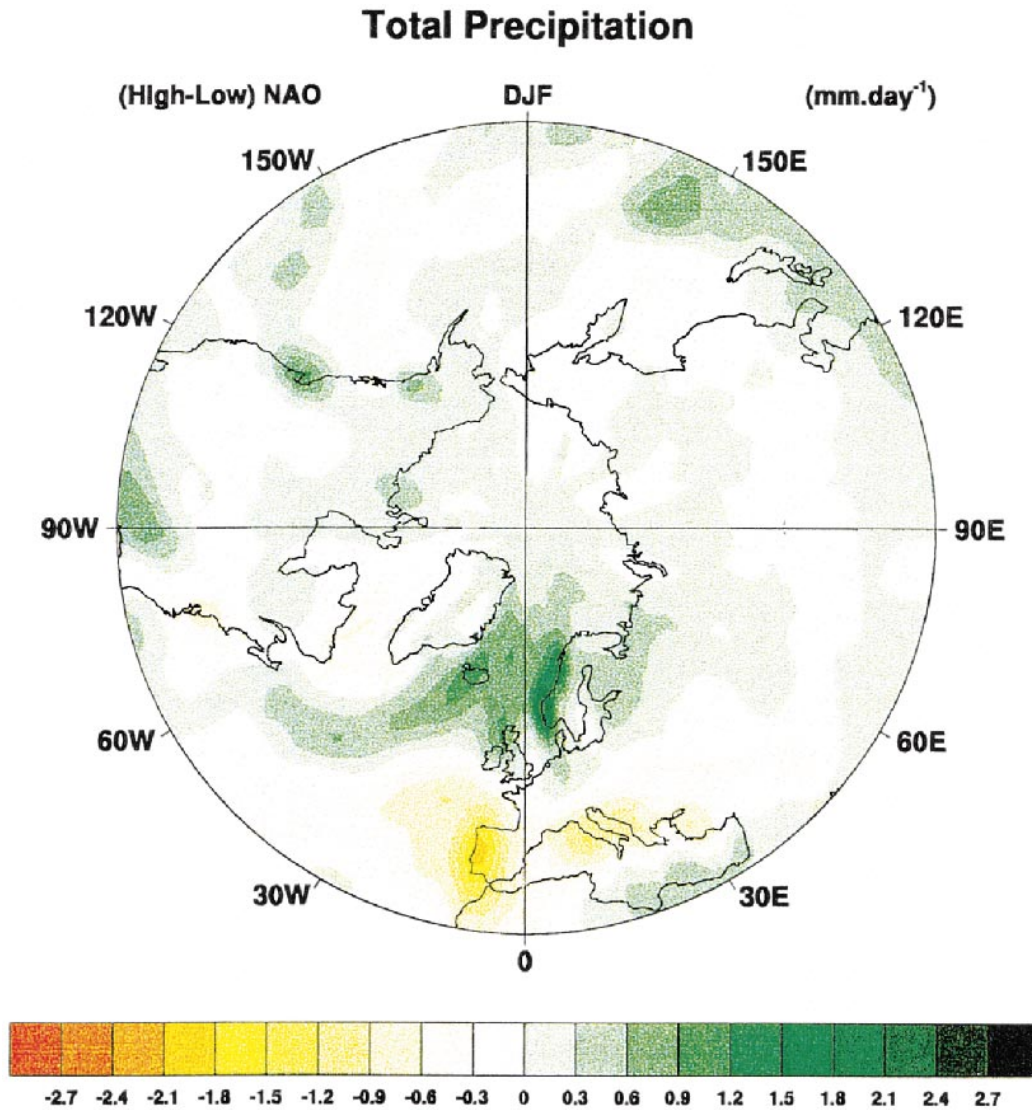 Total Precipitation
(High-Low) NAO DJF (mm.day⁻¹)
150W 150E
120W 120E
90W 90E
60W 60E
30W 30E
0
-2.7 -2.4 -2.1 -1.8 -1.5 -1.2 -0.9 -0.6 -0.3 0 0.3 0.6 0.9 1.2 1.5 1.8 2.1 2.4 2.7